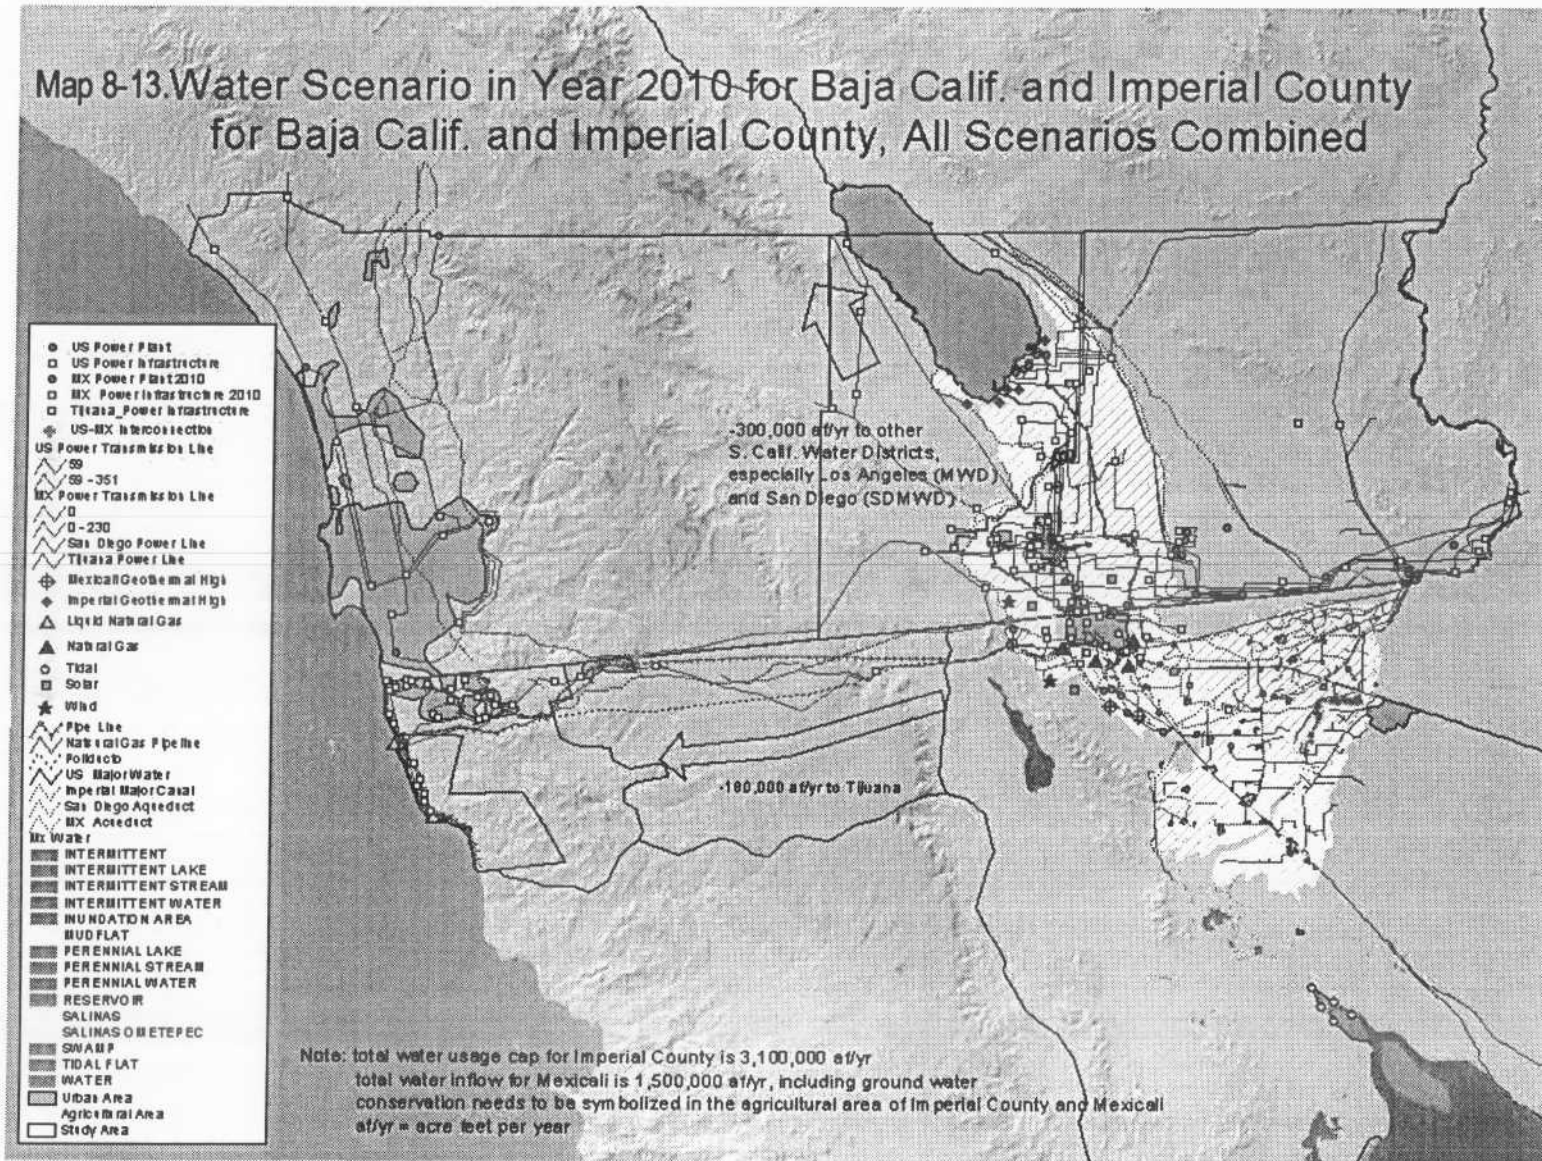 Map 8-13.Water Scenario in Year 2010 for Baja Calif. and Imperial County
for Baja Calif. and Imperial County, All Scenarios Combined
US Power Plant
US Power Infrastructure
MX Power Plant 2010
MX Power Infrastructure 2010
Tijuana_Power Infrastructure
US-MX Interconnection
US Power Transmission Line
59
59 - 351
MX Power Transmission Line
0
0 - 230
San Diego Power Line
Tijuana Power Line
Mexicali Geothermal High
Imperial Geothermal High
Liquid Natural Gas
Natural Gas
Tidal
Solar
Wind
Pipe Line
Natural Gas Pipeline
Poliducto
US Major Water
Imperial Major Canal
San Diego Aqueduct
MX Aqueduct
Mx Water
INTERMITTENT
INTERMITTENT LAKE
INTERMITTENT STREAM
INTERMITTENT WATER
INUNDATION AREA
MUDFLAT
PERENNIAL LAKE
PERENNIAL STREAM
PERENNIAL WATER
RESERVOIR
SALINAS
SALINAS OMETEPEC
SWAMP
TIDAL FLAT
WATER
Urban Area
Agricultural Area
Study Area
-300,000 af/yr to other
S. Calif. Water Districts,
especially Los Angeles (MWD)
and San Diego (SDMWD)
-180,000 af/yr to Tijuana
Note: total water usage cap for Imperial County is 3,100,000 af/yr
total water inflow for Mexicali is 1,500,000 af/yr, including ground water
conservation needs to be symbolized in the agricultural area of Imperial County and Mexicali
af/yr = acre feet per year